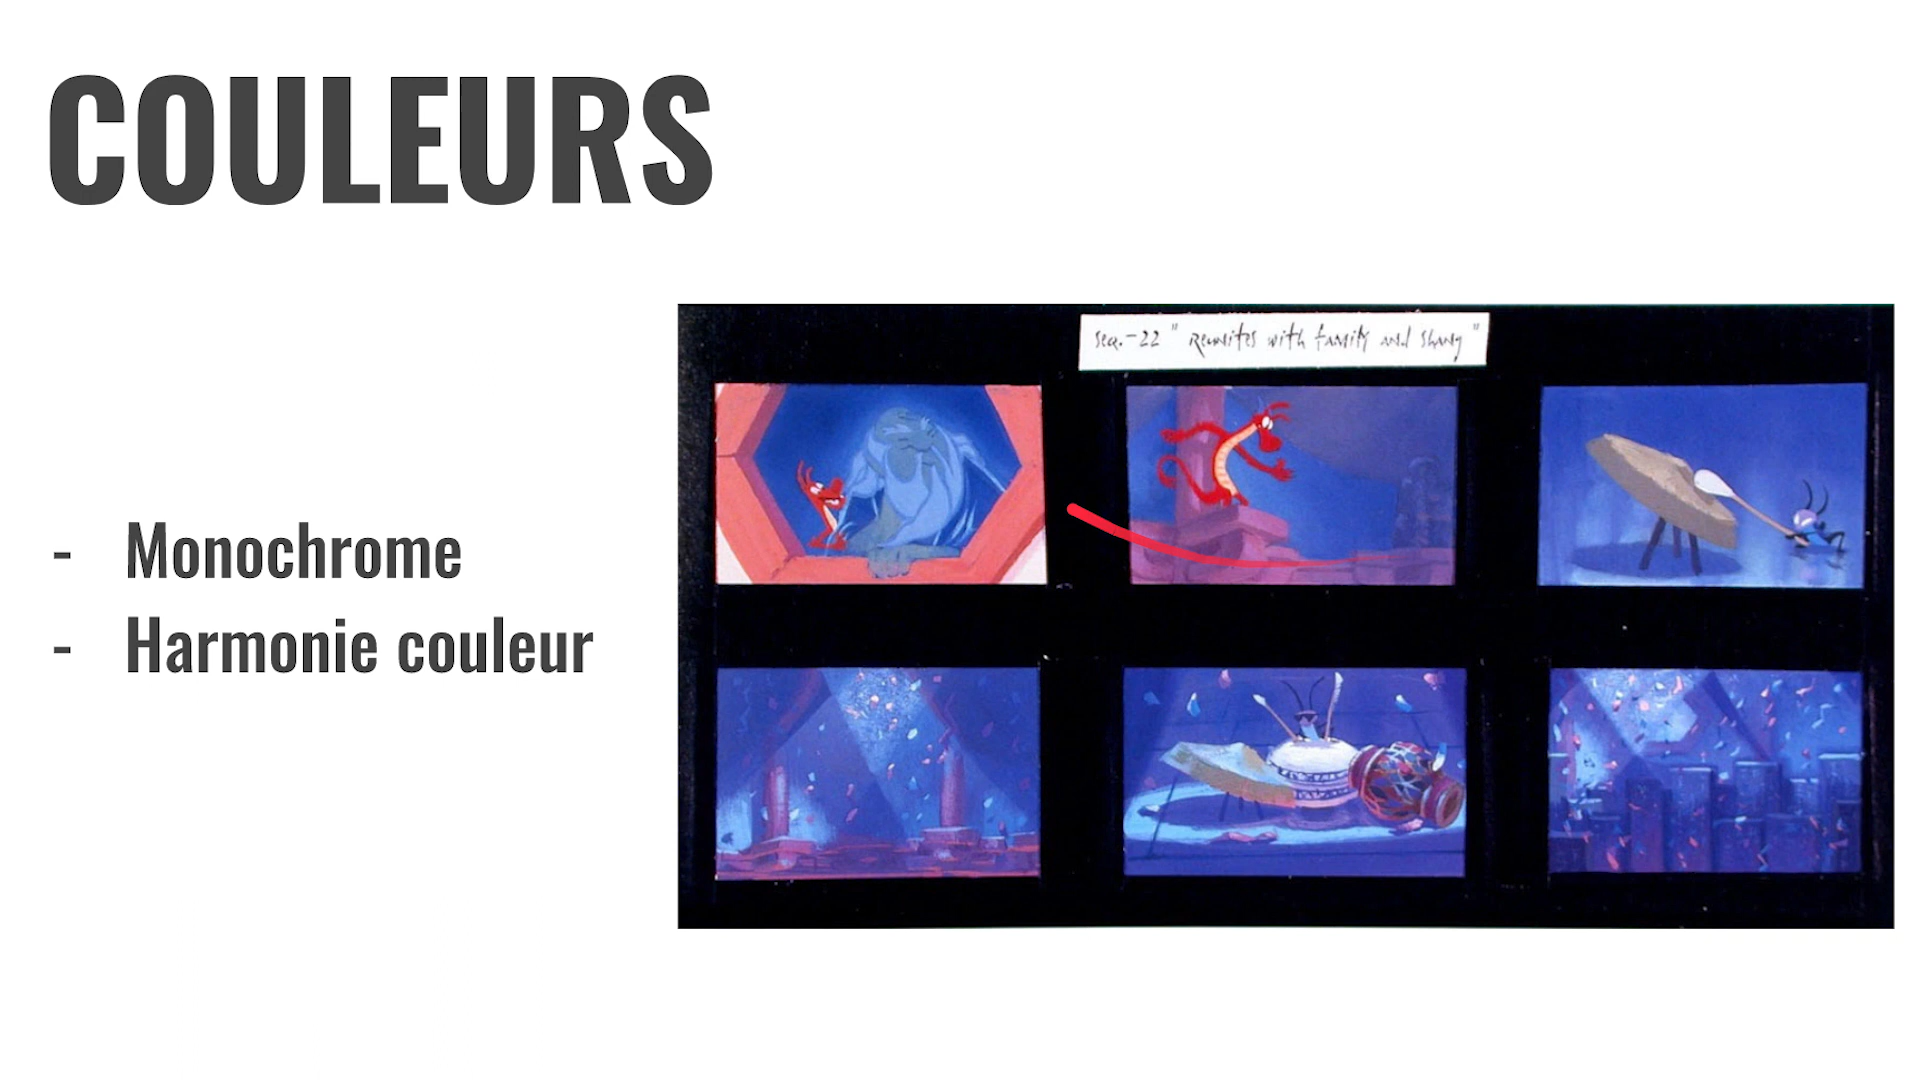 COULEURS
seq.-22 "Reunites with family and Shang"
- Monochrome
- Harmonie couleur